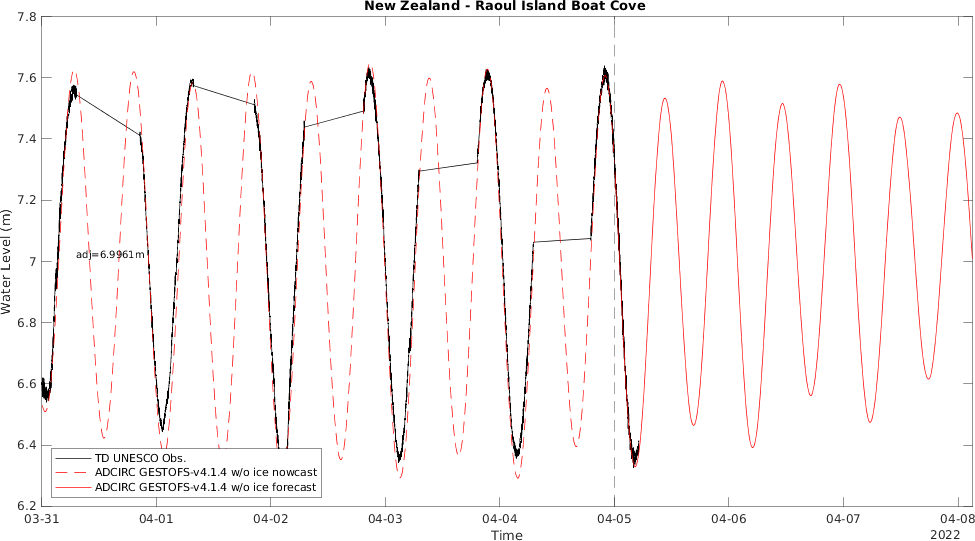 New Zealand - Raoul Island Boat Cove
7.8
7.6
7.4
7.2
7
6.8
6.6
6.4
6.2
Water Level (m)
adj=6.9961m
TD UNESCO Obs.
ADCIRC GESTOFS-v4.1.4 w/o ice nowcast
ADCIRC GESTOFS-v4.1.4 w/o ice forecast
03-31 04-01 04-02 04-03 04-04 04-05 04-06 04-07 04-08
Time
2022